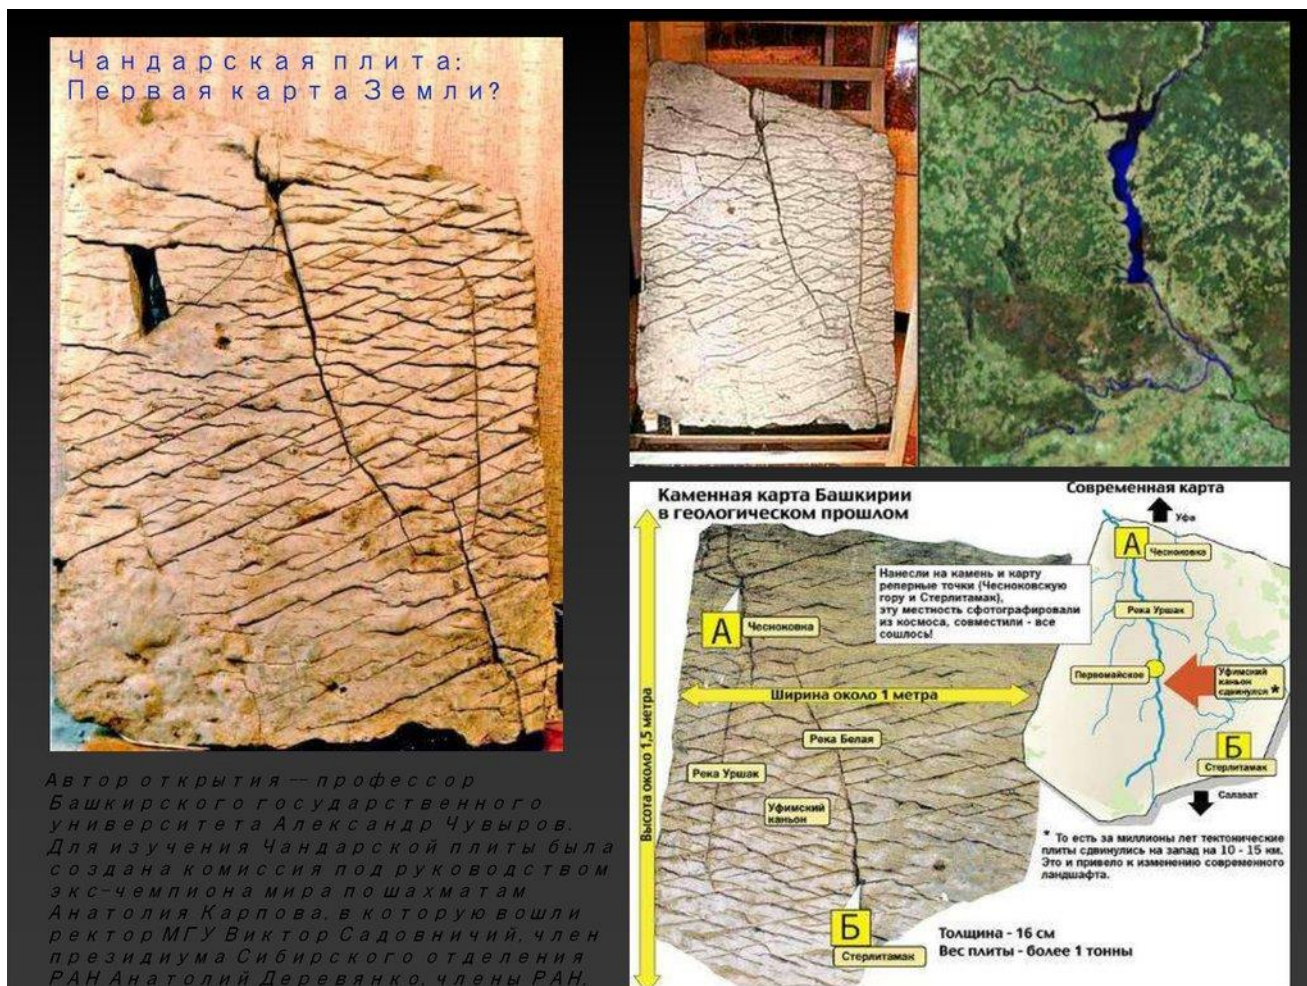 Чандарская плита:
Первая карта Земли?
Автор открытия -- профессор
Башкирского государственного
университета Александр Чувыров.
Для изучения Чандарской плиты была
создана комиссия под руководством
экс-чемпиона мира по шахматам
Анатолия Карпова, в которую вошли
ректор МГУ Виктор Садовничий, член
президиума Сибирского отделения
РАН Анатолий Деревянко, члены РАН,
Каменная карта Башкирии
в геологическом прошлом
Современная карта
Уфа
А
Чесноковка
Нанесли на камень и карту
реперные точки (Чесноковскую
гору и Стерлитамак),
эту местность сфотографировали
из космоса, совместили - все
сошлось!
А
Чесноковка
Река Уршак
Первомайское
Уфимский
каньон
сдвинулся *
Ширина около 1 метра
Высота около 1,5 метра
Река Белая
Река Уршак
Уфимский
каньон
Б
Стерлитамак
Салават
* То есть за миллионы лет тектонические
плиты сдвинулись на запад на 10 - 15 км.
Это и привело к изменению современного
ландшафта.
Б
Стерлитамак
Толщина - 16 см
Вес плиты - более 1 тонны